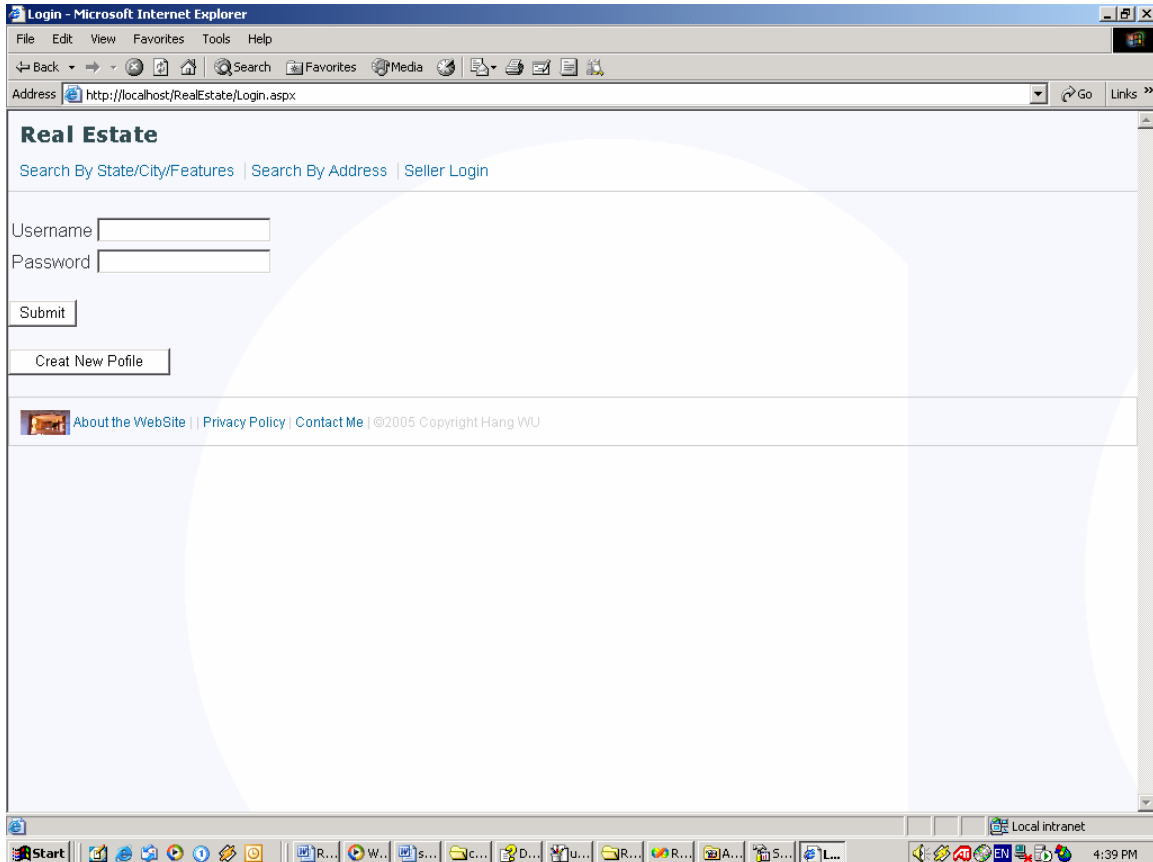 Login - Microsoft Internet Explorer
File Edit View Favorites Tools Help
Back Search Favorites Media
Address http://localhost/RealEstate/Login.aspx Go Links »
Real Estate
Search By State/City/Features | Search By Address | Seller Login
Username
Password
Submit
Creat New Pofile
About the WebSite | | Privacy Policy | Contact Me | ©2005 Copyright Hang WU
Local intranet
Start R... W... s... c... D... u... R... R... A... S... L... EN 4:39 PM